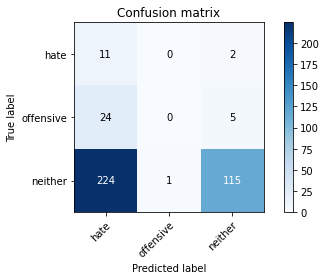 Confusion matrix
True label
hate 11 0 2
offensive 24 0 5
neither 224 1 115
hate offensive neither
Predicted label
200
175
150
125
100
75
50
25
0